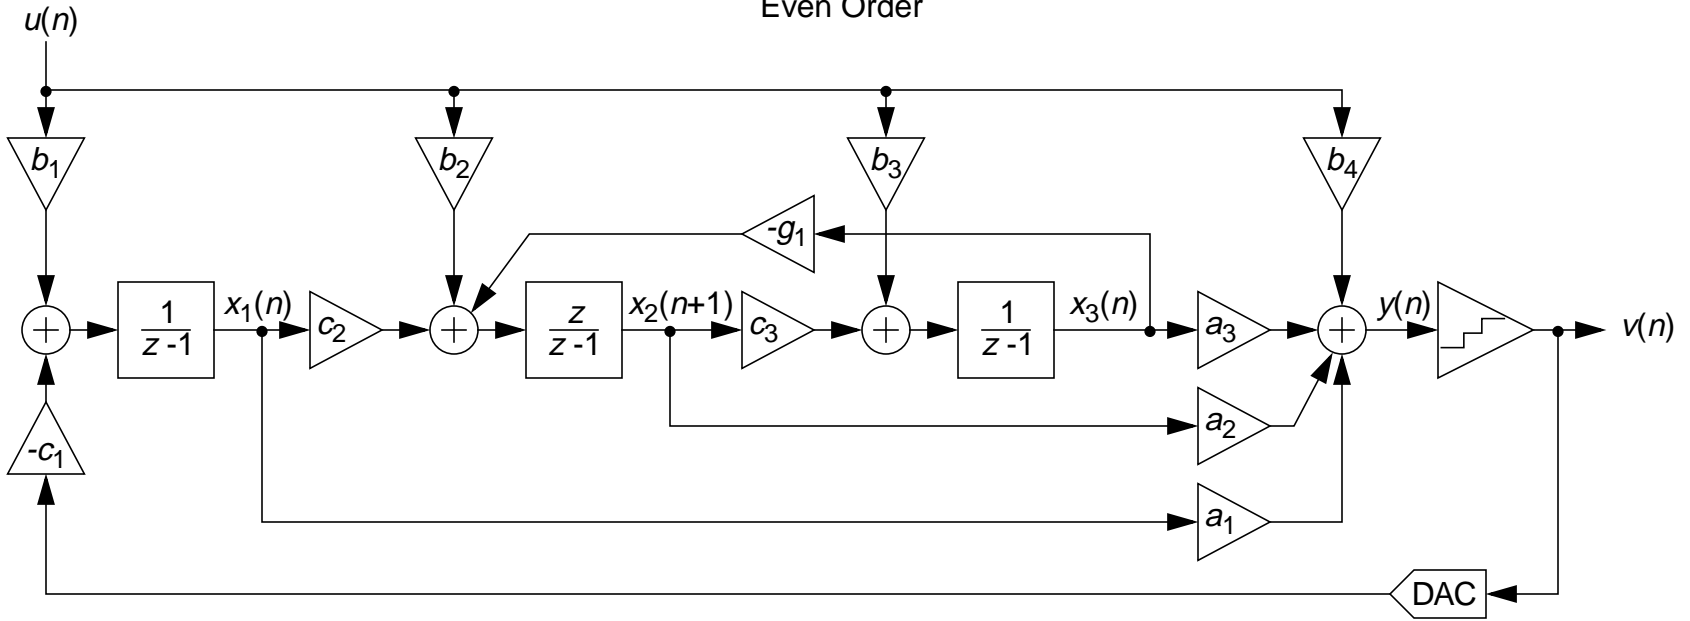 Even Order
u(n)
b1
b2
b3
b4
-g1
1
z -1
x1(n)
c2
z
z -1
x2(n+1)
c3
1
z -1
x3(n)
a3
y(n)
v(n)
a2
-c1
a1
DAC